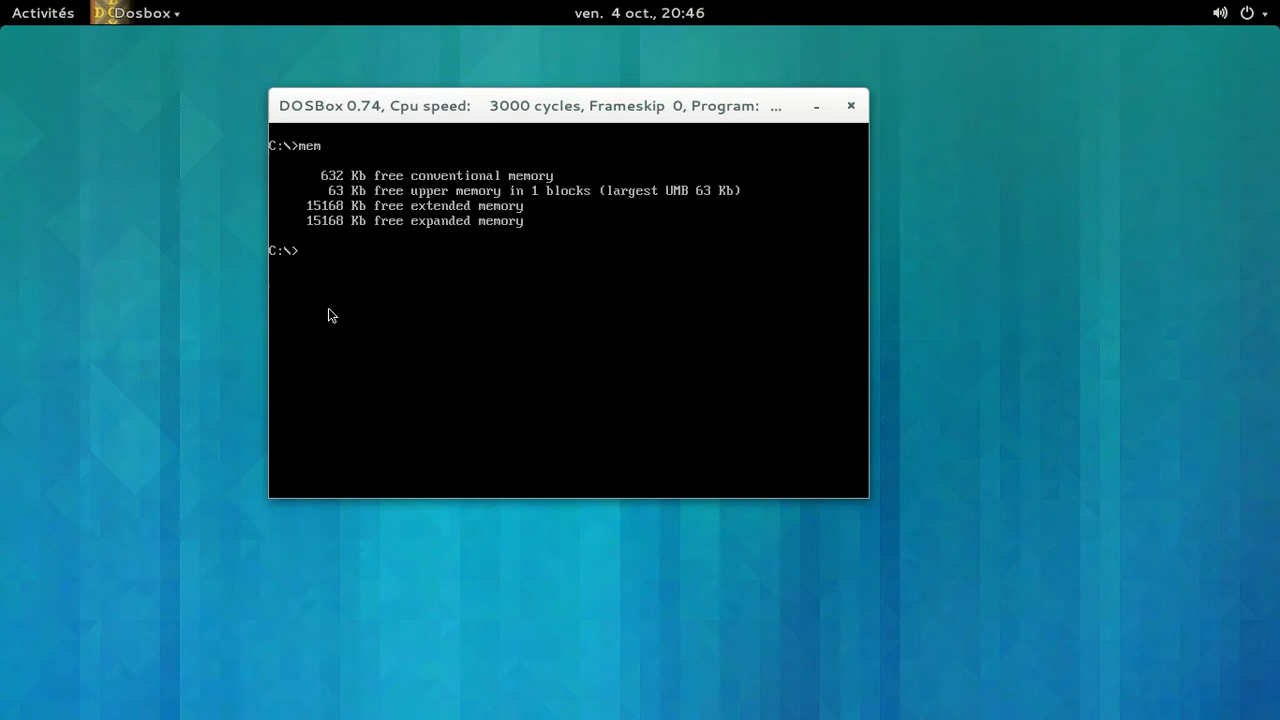 Activités
Dosbox
ven. 4 oct., 20:46
DOSBox 0.74, Cpu speed: 3000 cycles, Frameskip 0, Program: ...
C:\>mem
632 Kb free conventional memory
63 Kb free upper memory in 1 blocks (largest UMB 63 Kb)
15168 Kb free extended memory
15168 Kb free expanded memory
C:\>